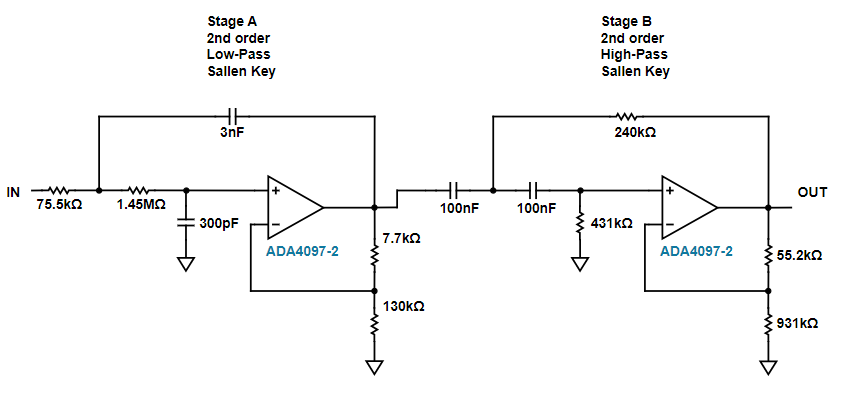 Stage A
2nd order
Low-Pass
Sallen Key
Stage B
2nd order
High-Pass
Sallen Key
3nF
240kΩ
IN
75.5kΩ
1.45MΩ
300pF
+
−
ADA4097-2
7.7kΩ
130kΩ
100nF
100nF
431kΩ
+
−
ADA4097-2
OUT
55.2kΩ
931kΩ